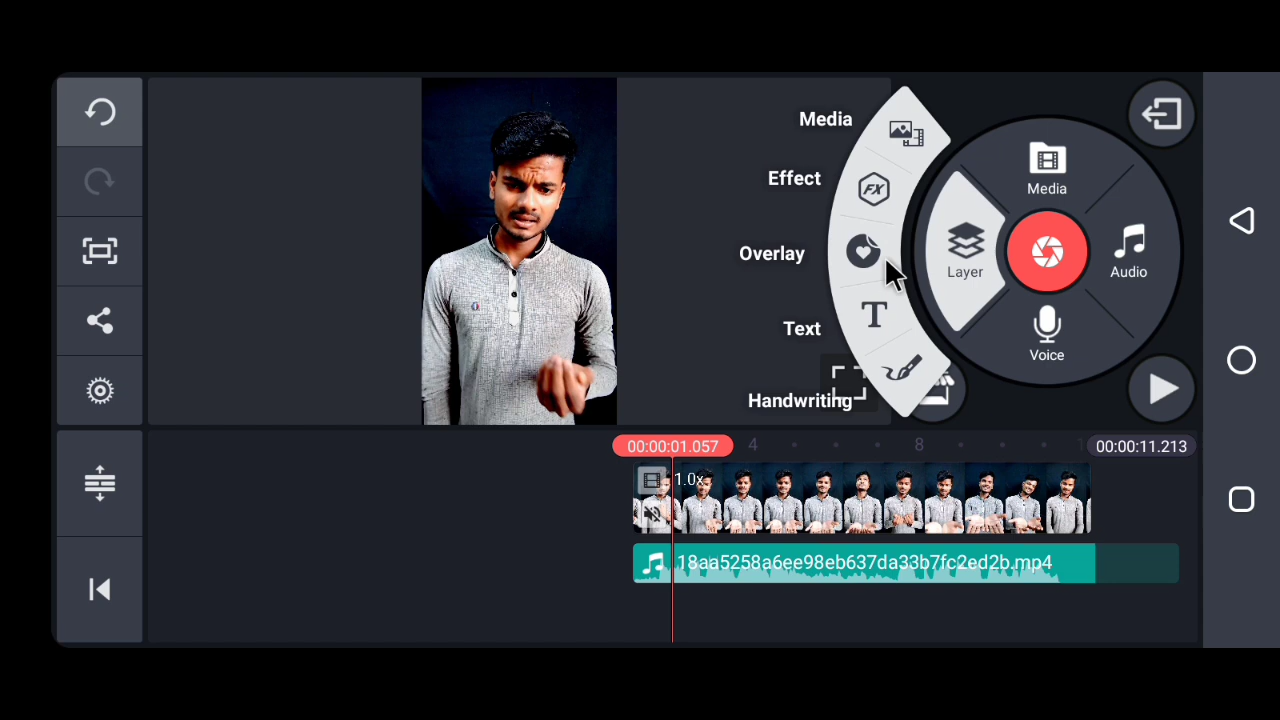 Media
Effect
Overlay
Text
Handwriting
Media
Layer
Audio
Voice
00:00:01.057
4
8
00:00:11.213
1.0x
18aa5258a6ee98eb637da33b7fc2ed2b.mp4
FX
T